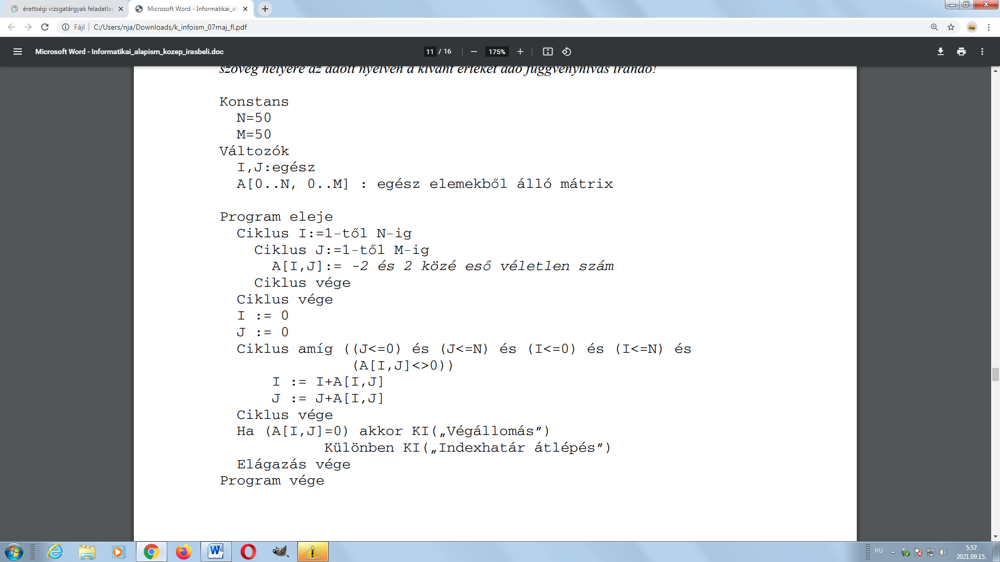 érettségi vizsgatárgyak feladatlap
Microsoft Word - Informatikai_al
Fájl
C:/Users/nja/Downloads/k_infoism_07maj_fl.pdf
Microsoft Word - Informatikai_alapism_kozep_irasbeli.doc
11 / 16
175%
szöveg helyére az adott nyelven a kívánt értéket adó függvényhívás írandó!
Konstans
N=50
M=50
Változók
I,J:egész
A[0..N, 0..M] : egész elemekből álló mátrix
Program eleje
Ciklus I:=1-től N-ig
Ciklus J:=1-től M-ig
A[I,J]:= -2 és 2 közé eső véletlen szám
Ciklus vége
Ciklus vége
I := 0
J := 0
Ciklus amíg ((J<=0) és (J<=N) és (I<=0) és (I<=N) és
(A[I,J]<>0))
I := I+A[I,J]
J := J+A[I,J]
Ciklus vége
Ha (A[I,J]=0) akkor KI(„Végállomás”)
Különben KI(„Indexhatár átlépés”)
Elágazás vége
Program vége
HU
5:57
2021.09.15.